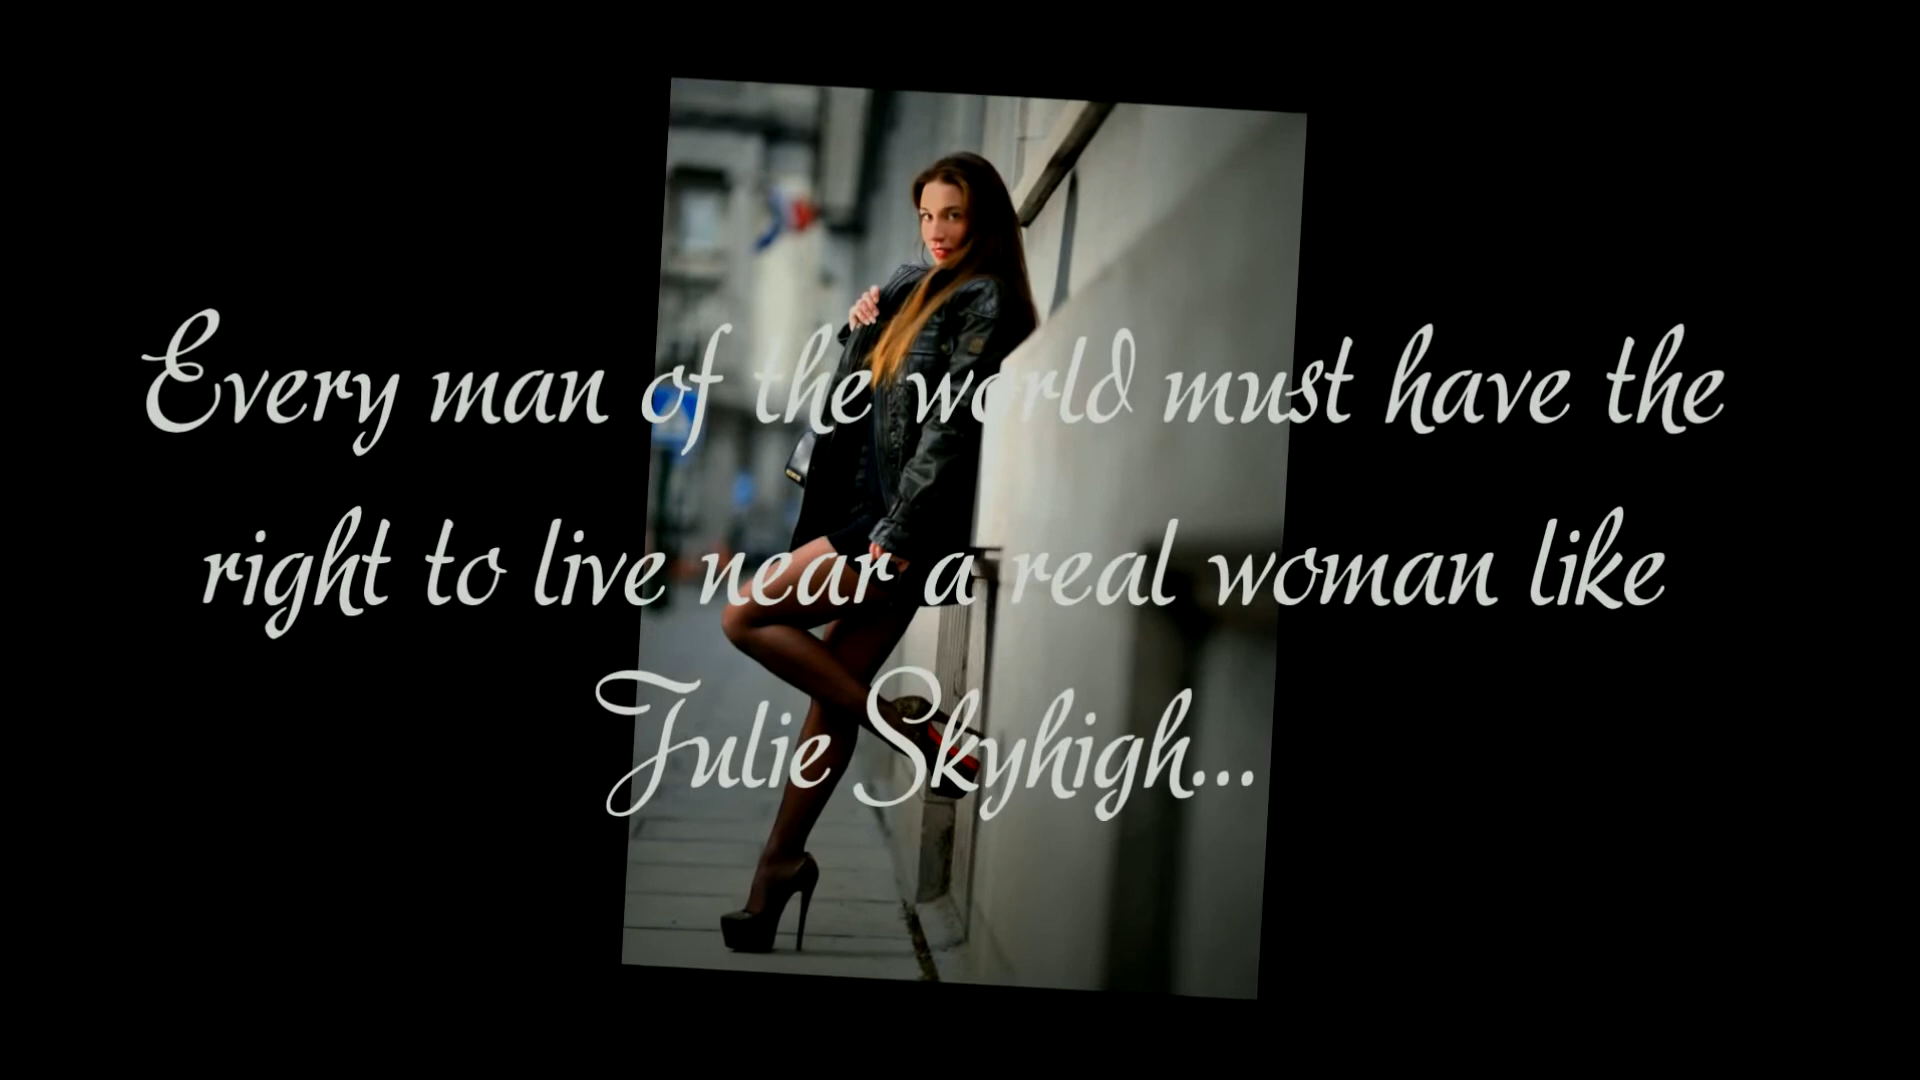 Every man of the world must have the
right to live near a real woman like
Julie Skyhigh...